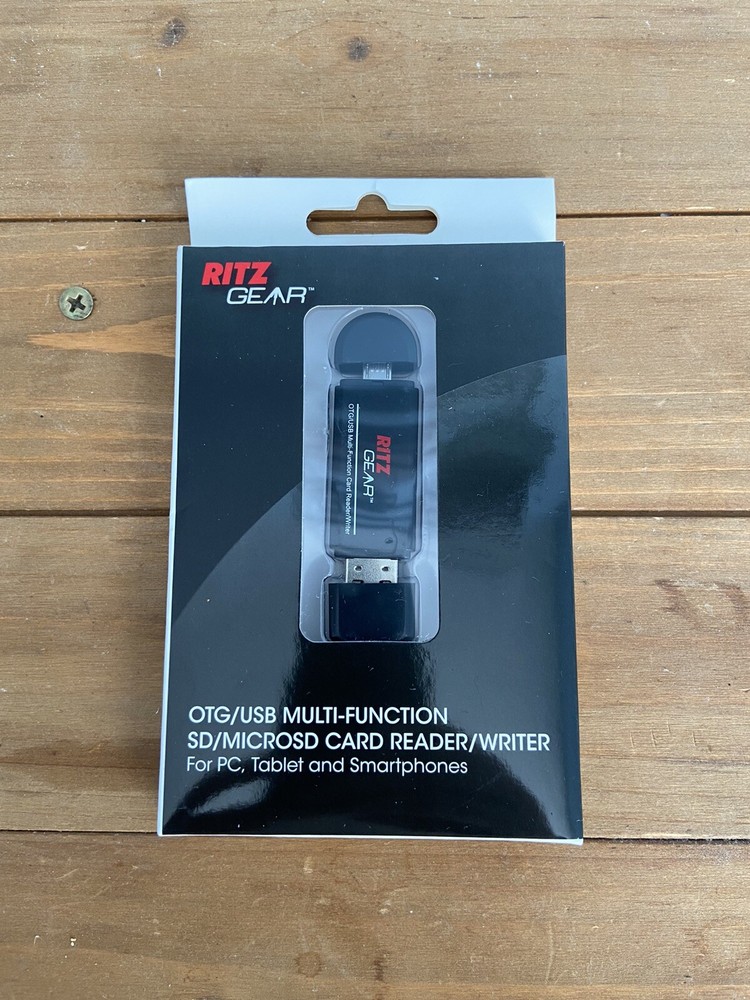 RITZ
GEAR™
OTG/USB Multi-Function Card Reader/Writer
RITZ
GEAR™
OTG/USB MULTI-FUNCTION
SD/MICROSD CARD READER/WRITER
For PC, Tablet and Smartphones